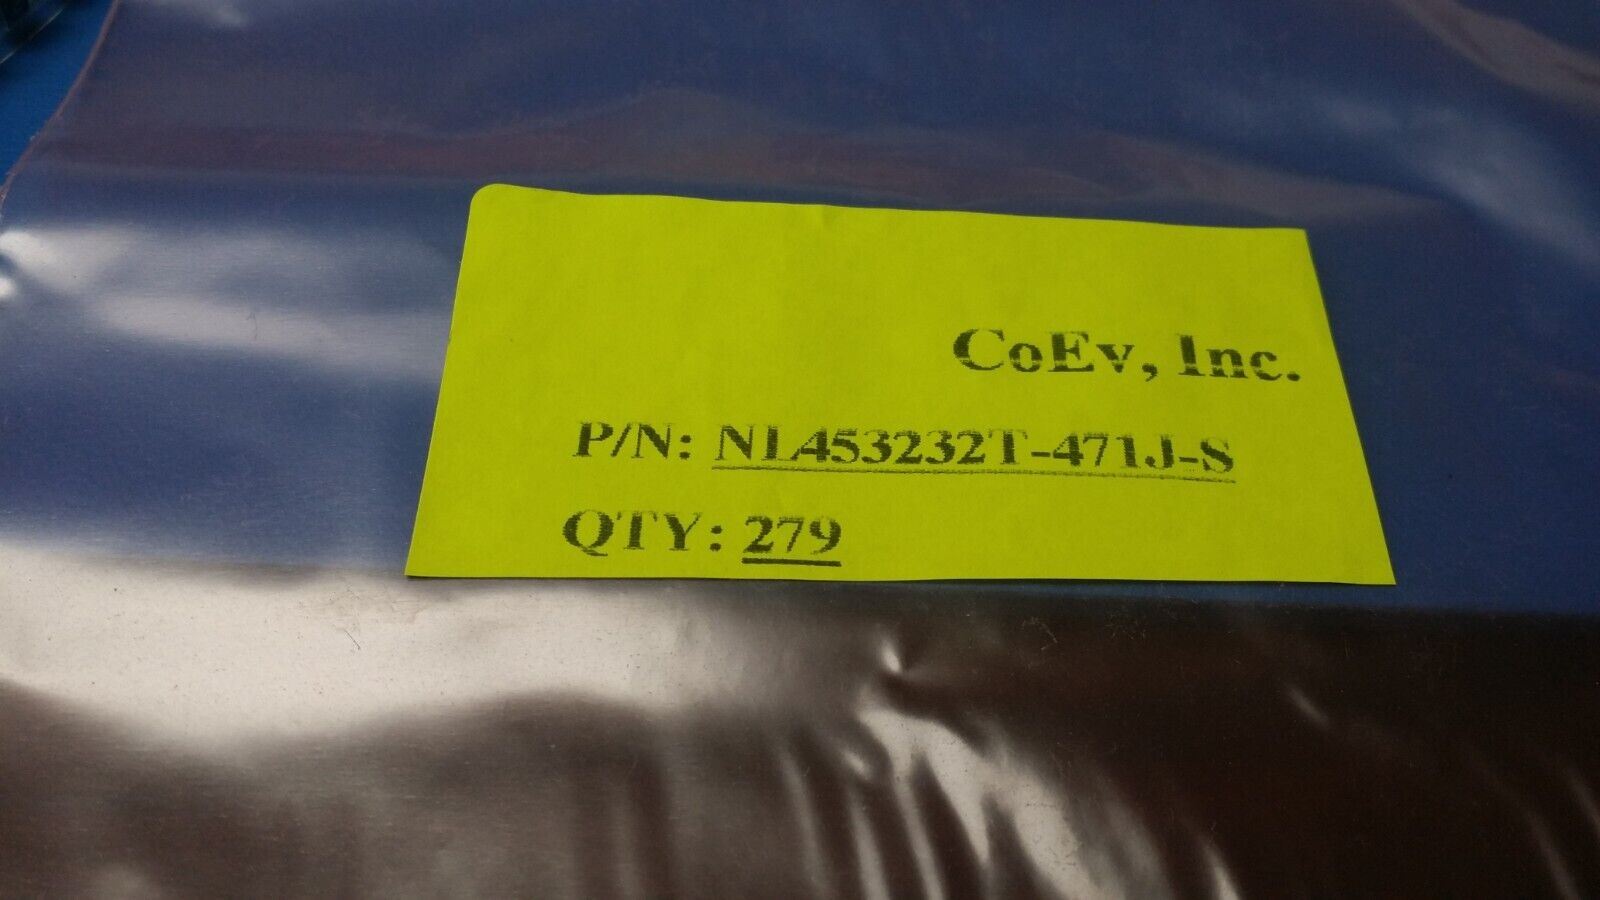 CoEv, Inc.
P/N: NL453232T-471J-S
QTY: 279